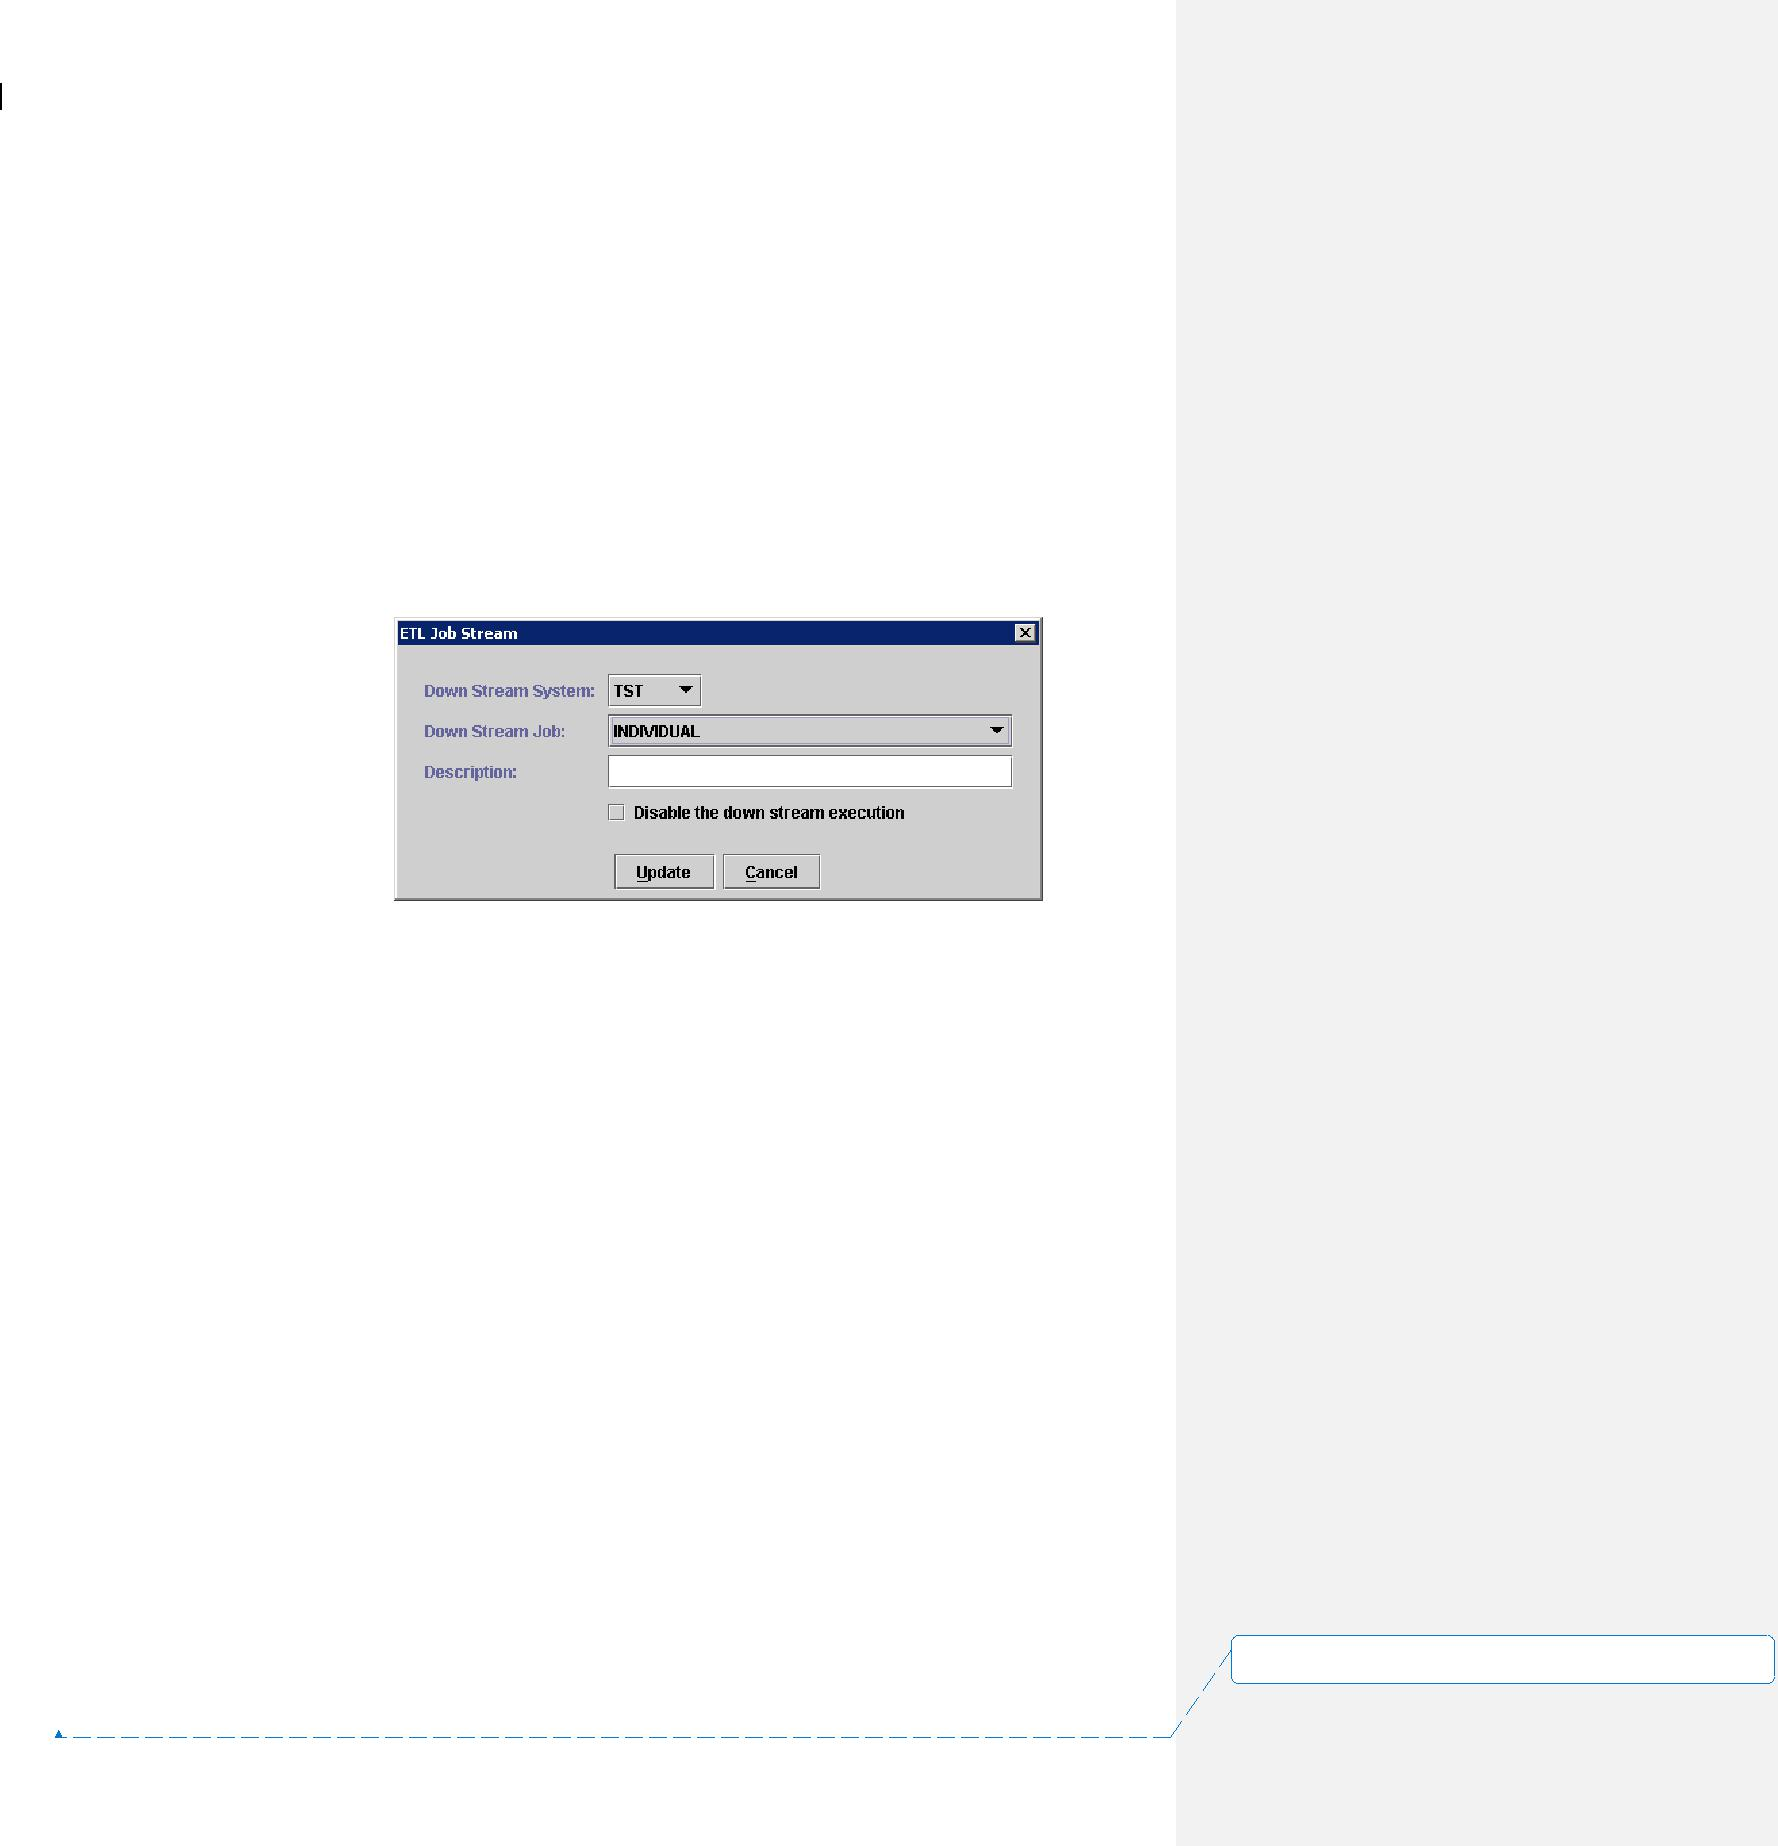 ETL Job Stream
Down Stream System: TST
Down Stream Job: INDIVIDUAL
Description:
Disable the down stream execution
Update Cancel